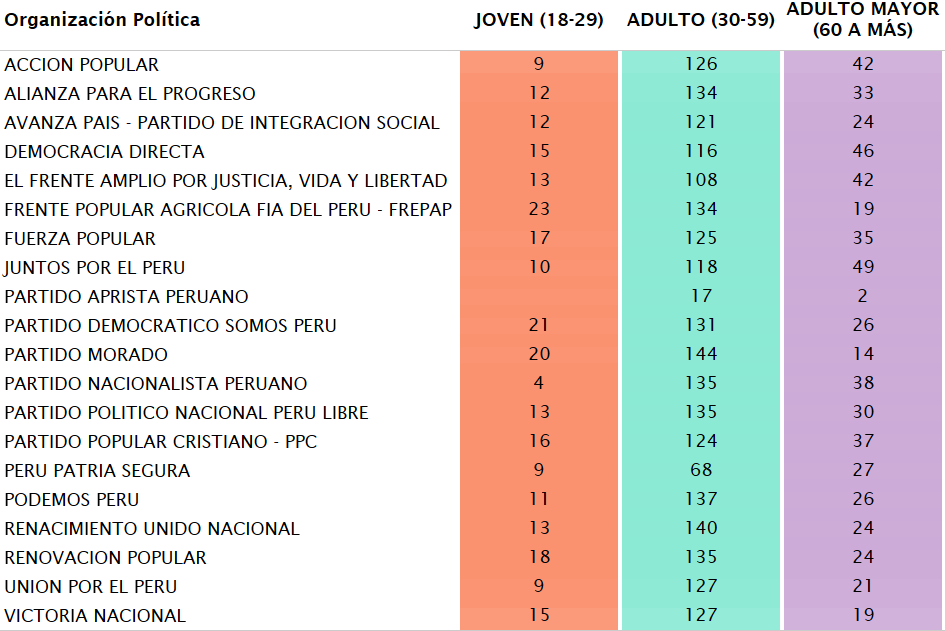 Organización Política JOVEN (18-29) ADULTO (30-59) ADULTO MAYOR
(60 A MÁS)
ACCION POPULAR 9 126 42
ALIANZA PARA EL PROGRESO 12 134 33
AVANZA PAIS - PARTIDO DE INTEGRACION SOCIAL 12 121 24
DEMOCRACIA DIRECTA 15 116 46
EL FRENTE AMPLIO POR JUSTICIA, VIDA Y LIBERTAD 13 108 42
FRENTE POPULAR AGRICOLA FIA DEL PERU - FREPAP 23 134 19
FUERZA POPULAR 17 125 35
JUNTOS POR EL PERU 10 118 49
PARTIDO APRISTA PERUANO 17 2
PARTIDO DEMOCRATICO SOMOS PERU 21 131 26
PARTIDO MORADO 20 144 14
PARTIDO NACIONALISTA PERUANO 4 135 38
PARTIDO POLITICO NACIONAL PERU LIBRE 13 135 30
PARTIDO POPULAR CRISTIANO - PPC 16 124 37
PERU PATRIA SEGURA 9 68 27
PODEMOS PERU 11 137 26
RENACIMIENTO UNIDO NACIONAL 13 140 24
RENOVACION POPULAR 18 135 24
UNION POR EL PERU 9 127 21
VICTORIA NACIONAL 15 127 19